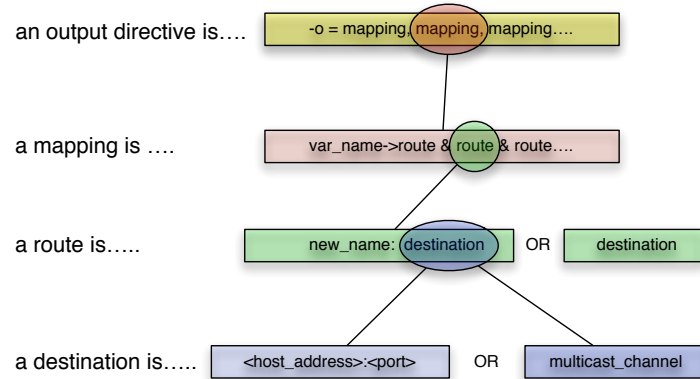 an output directive is…. -o = mapping, mapping, mapping….
a mapping is …. var_name->route & route & route….
a route is….. new_name: destination OR destination
a destination is….. <host_address>:<port> OR multicast_channel